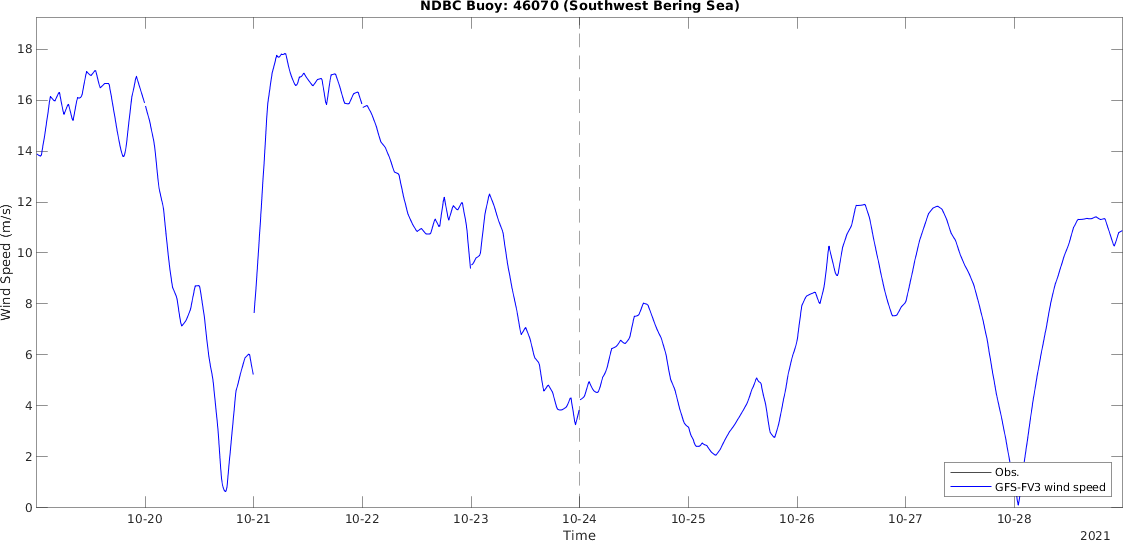 NDBC Buoy: 46070 (Southwest Bering Sea)
18
16
14
12
10
8
6
4
2
0
Wind Speed (m/s)
Obs.
GFS-FV3 wind speed
10-20 10-21 10-22 10-23 10-24 10-25 10-26 10-27 10-28
Time
2021